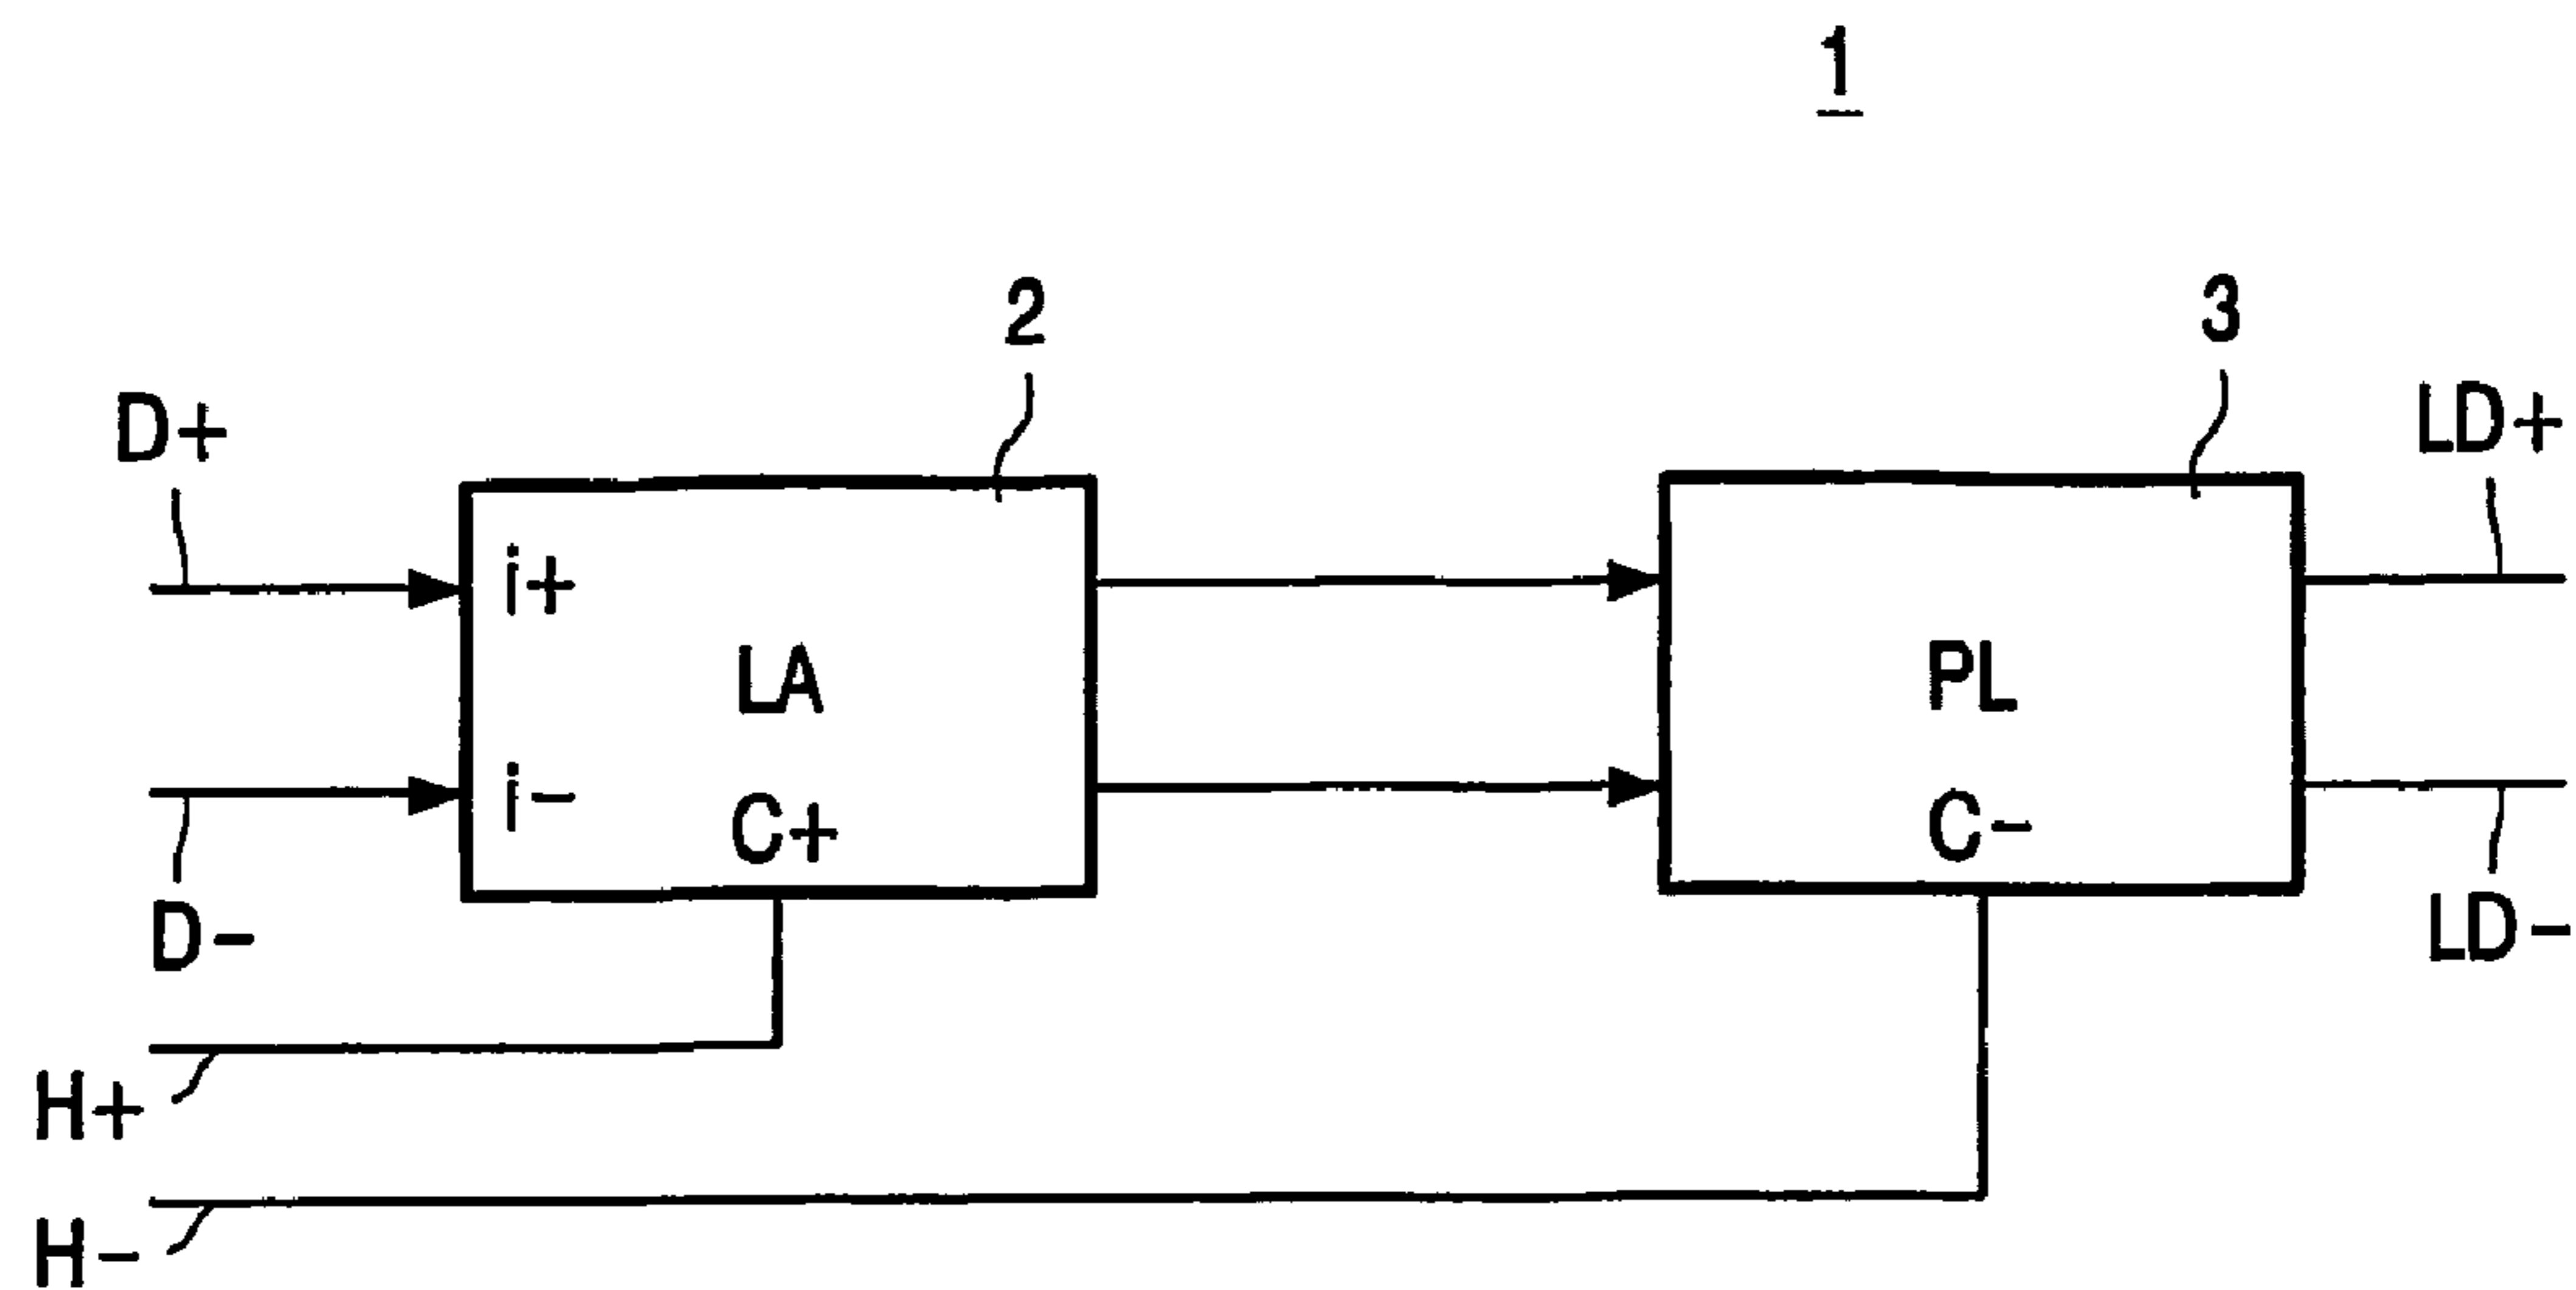 1
2
3
D+
LD+
i+
LA
PL
i-
C+
C-
D-
LD-
H+
H-